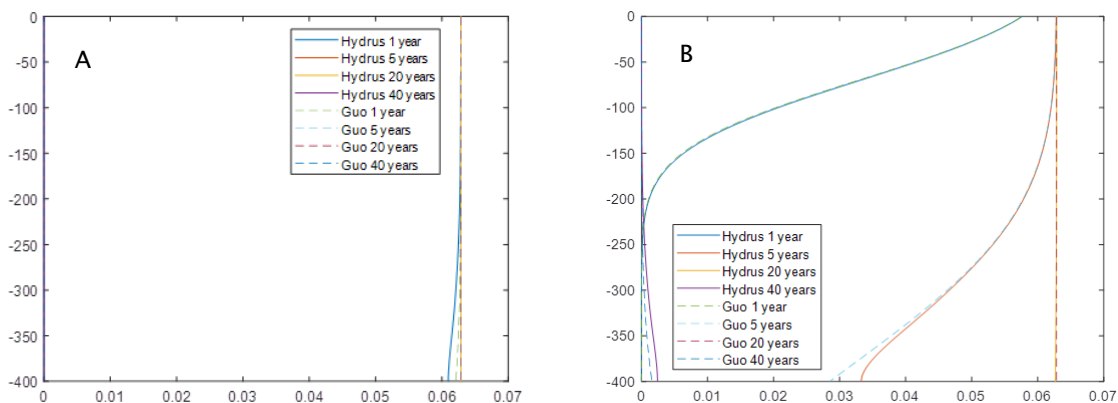 A
0
-50
-100
-150
-200
-250
-300
-350
-400
0
0.01
0.02
0.03
0.04
0.05
0.06
0.07
Hydrus 1 year
Hydrus 5 years
Hydrus 20 years
Hydrus 40 years
Guo 1 year
Guo 5 years
Guo 20 years
Guo 40 years
B
0
-50
-100
-150
-200
-250
-300
-350
-400
0
0.01
0.02
0.03
0.04
0.05
0.06
0.07
Hydrus 1 year
Hydrus 5 years
Hydrus 20 years
Hydrus 40 years
Guo 1 year
Guo 5 years
Guo 20 years
Guo 40 years